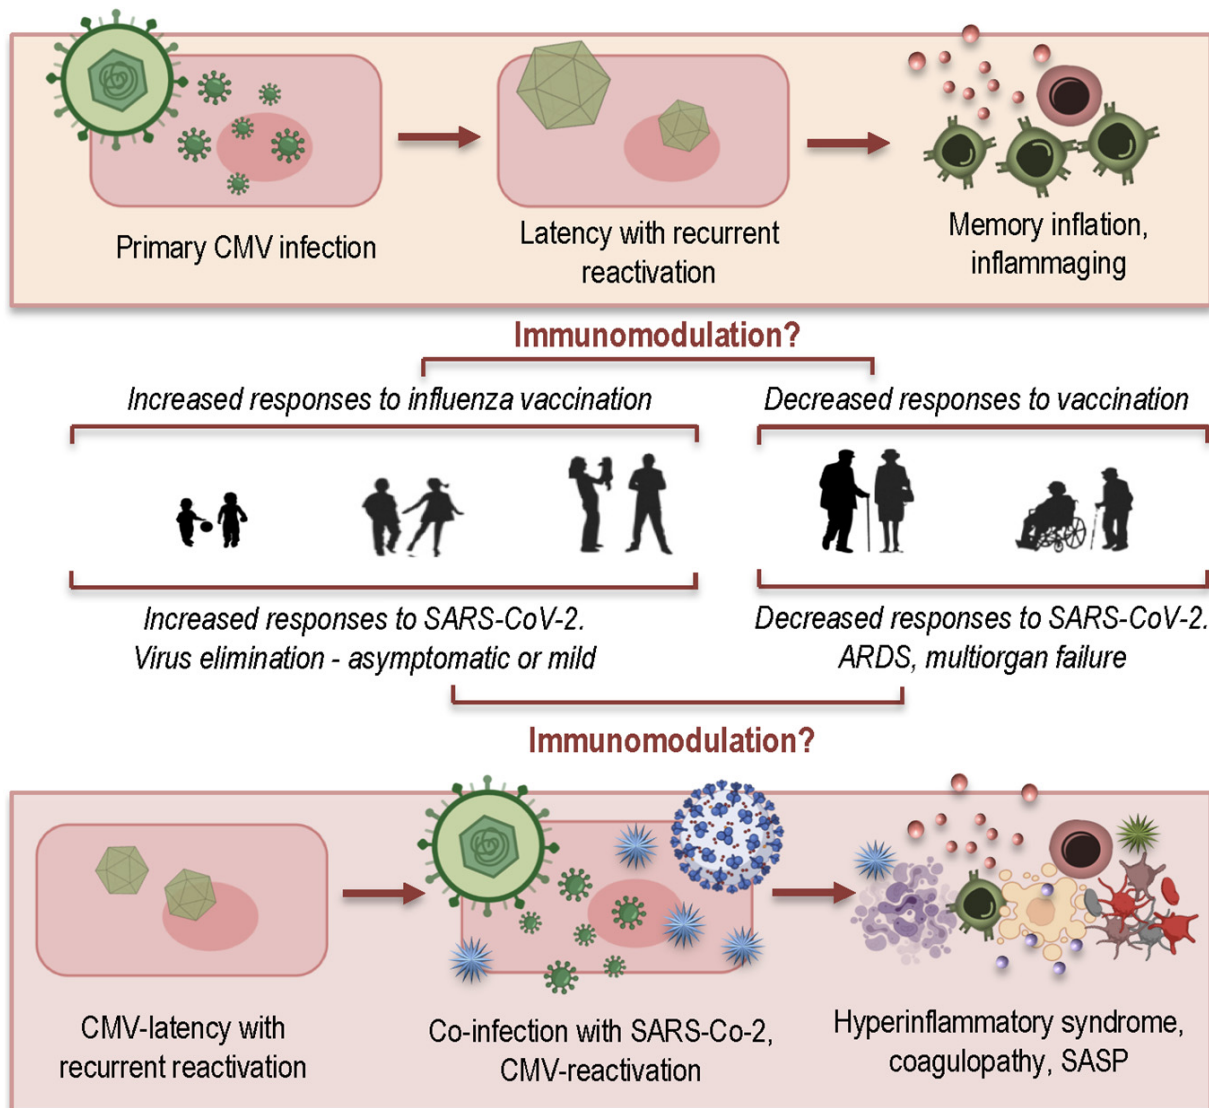 Primary CMV infection
Latency with recurrent
reactivation
Memory inflation,
inflammaging
Immunomodulation?
Increased responses to influenza vaccination
Decreased responses to vaccination
Increased responses to SARS-CoV-2.
Virus elimination - asymptomatic or mild
Decreased responses to SARS-CoV-2.
ARDS, multiorgan failure
Immunomodulation?
CMV-latency with
recurrent reactivation
Co-infection with SARS-Co-2,
CMV-reactivation
Hyperinflammatory syndrome,
coagulopathy, SASP